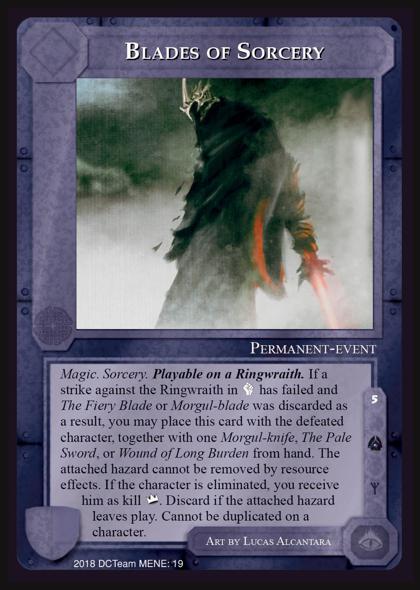 BLADES OF SORCERY
PERMANENT-EVENT
Magic. Sorcery. Playable on a Ringwraith. If a
strike against the Ringwraith in has failed and
The Fiery Blade or Morgul-blade was discarded as
a result, you may place this card with the defeated
character, together with one Morgul-knife, The Pale
Sword, or Wound of Long Burden from hand. The
attached hazard cannot be removed by resource
effects. If the character is eliminated, you receive
him as kill . Discard if the attached hazard
leaves play. Cannot be duplicated on a
character.
5
ART BY LUCAS ALCANTARA
2018 DCTeam MENE: 19